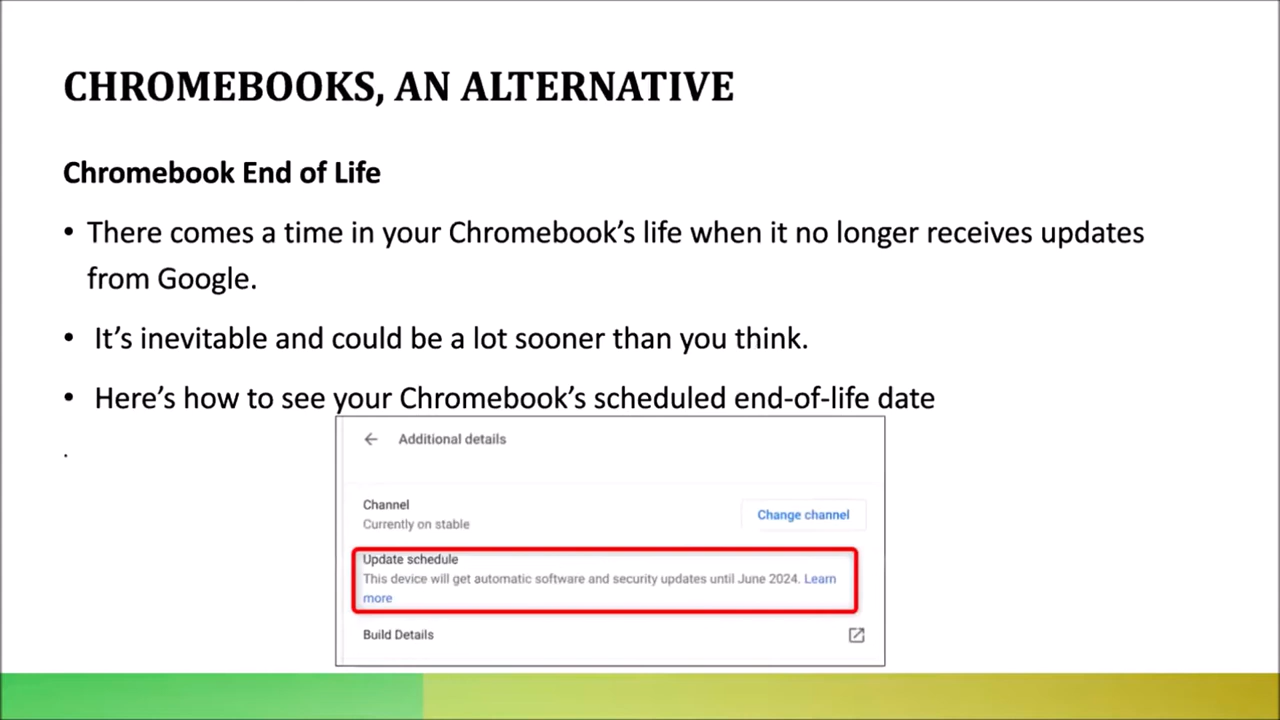 CHROMEBOOKS, AN ALTERNATIVE
Chromebook End of Life
• There comes a time in your Chromebook’s life when it no longer receives updates
from Google.
• It’s inevitable and could be a lot sooner than you think.
• Here’s how to see your Chromebook’s scheduled end-of-life date
.
Additional details
Channel
Currently on stable
Change channel
Update schedule
This device will get automatic software and security updates until June 2024. Learn
more
Build Details